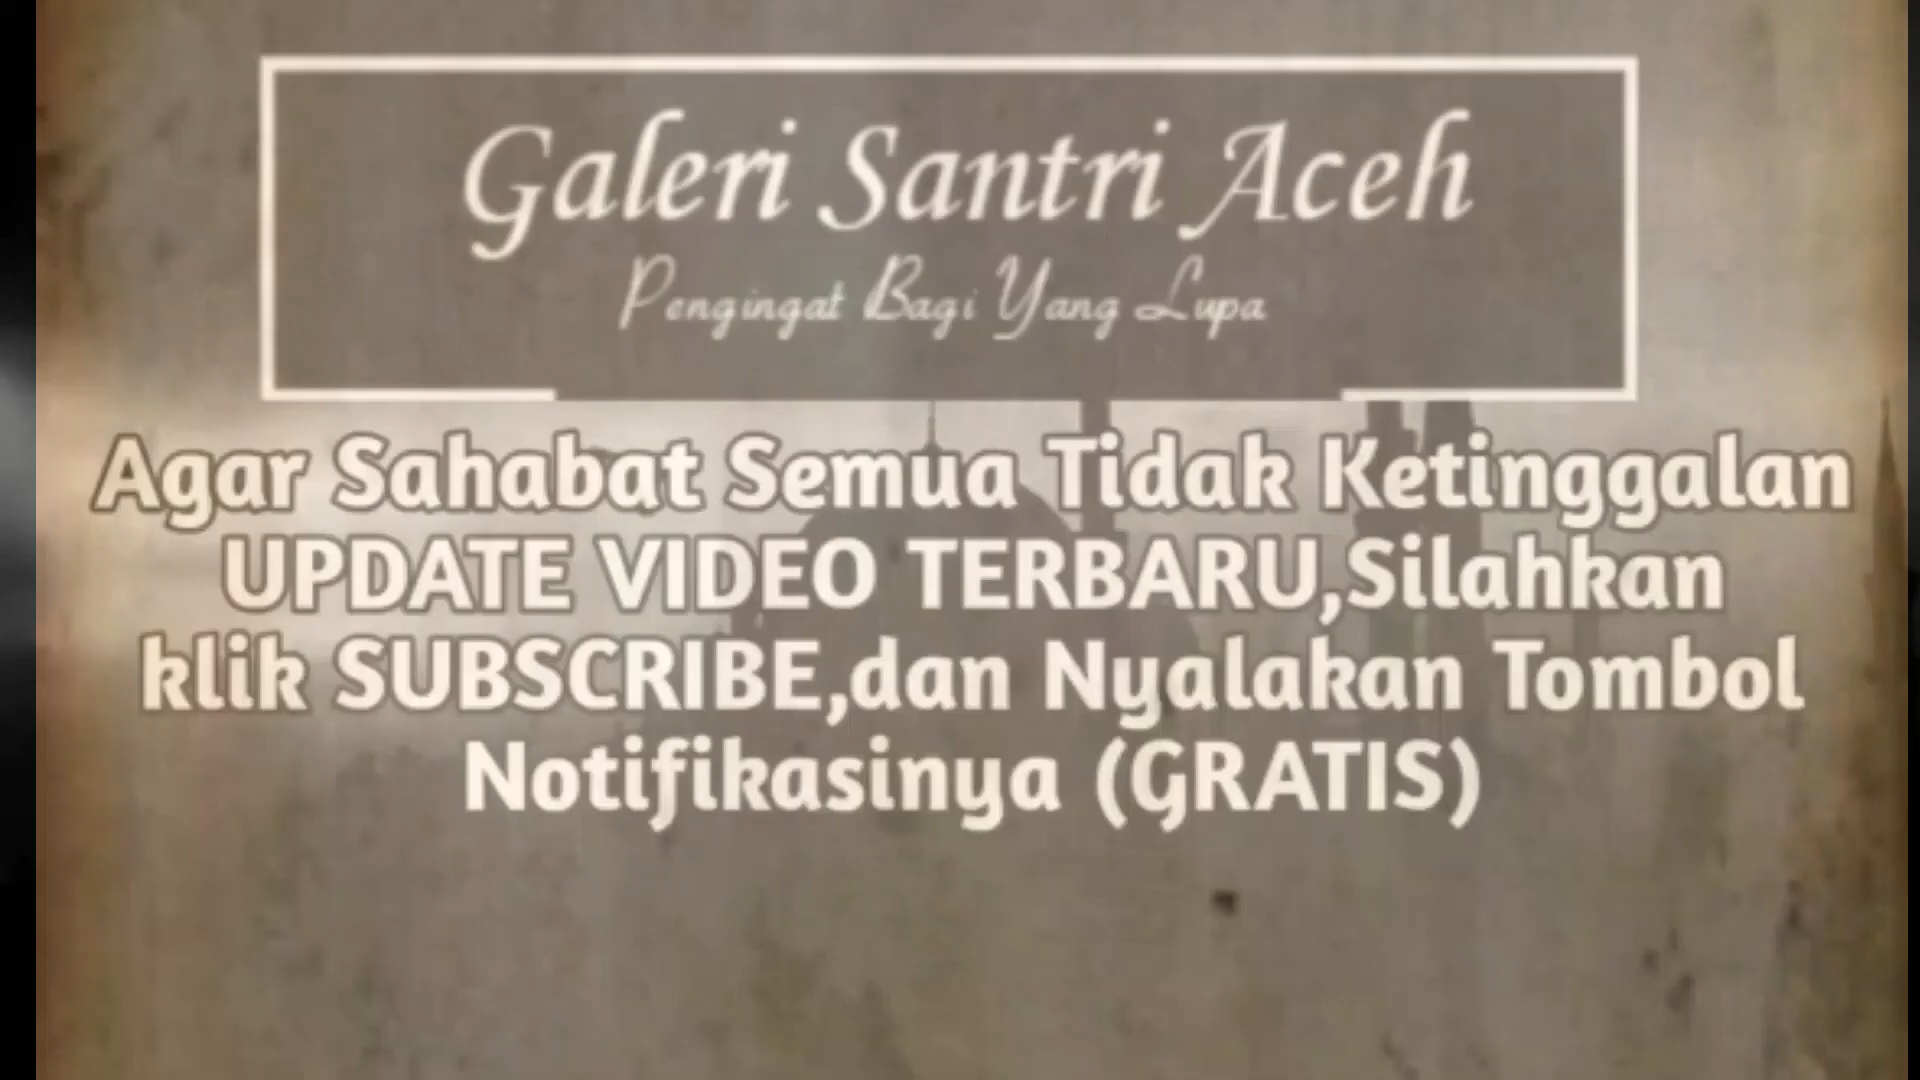 Galeri Santri Aceh
Pengingat Bagi Yang Lupa
Agar Sahabat Semua Tidak Ketinggalan
UPDATE VIDEO TERBARU,Silahkan
klik SUBSCRIBE,dan Nyalakan Tombol
Notifikasinya (GRATIS)